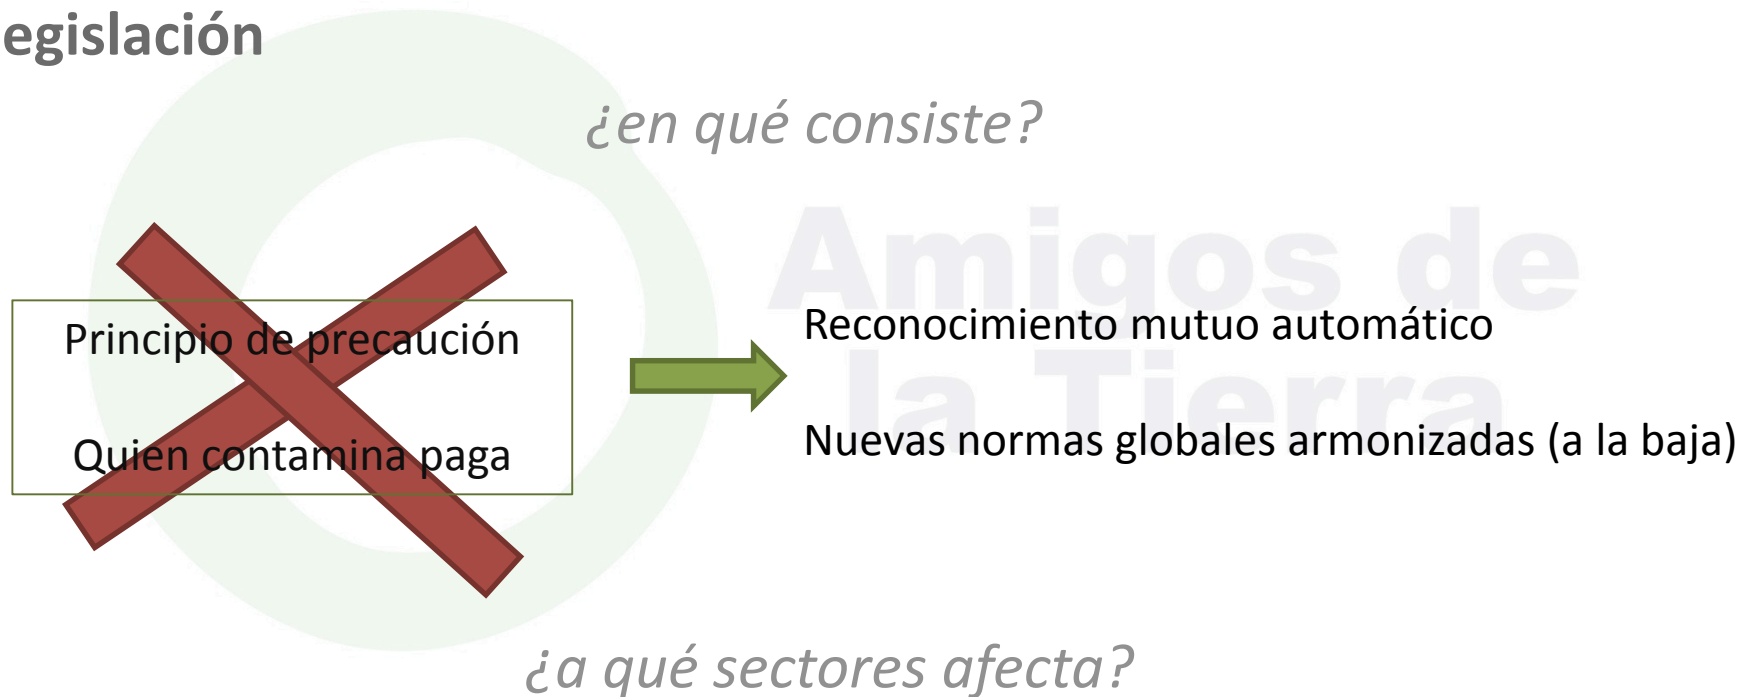 egislación
¿en qué consiste?
Amigos de
la Tierra
Principio de precaución
Quien contamina paga
Reconocimiento mutuo automático
Nuevas normas globales armonizadas (a la baja)
¿a qué sectores afecta?